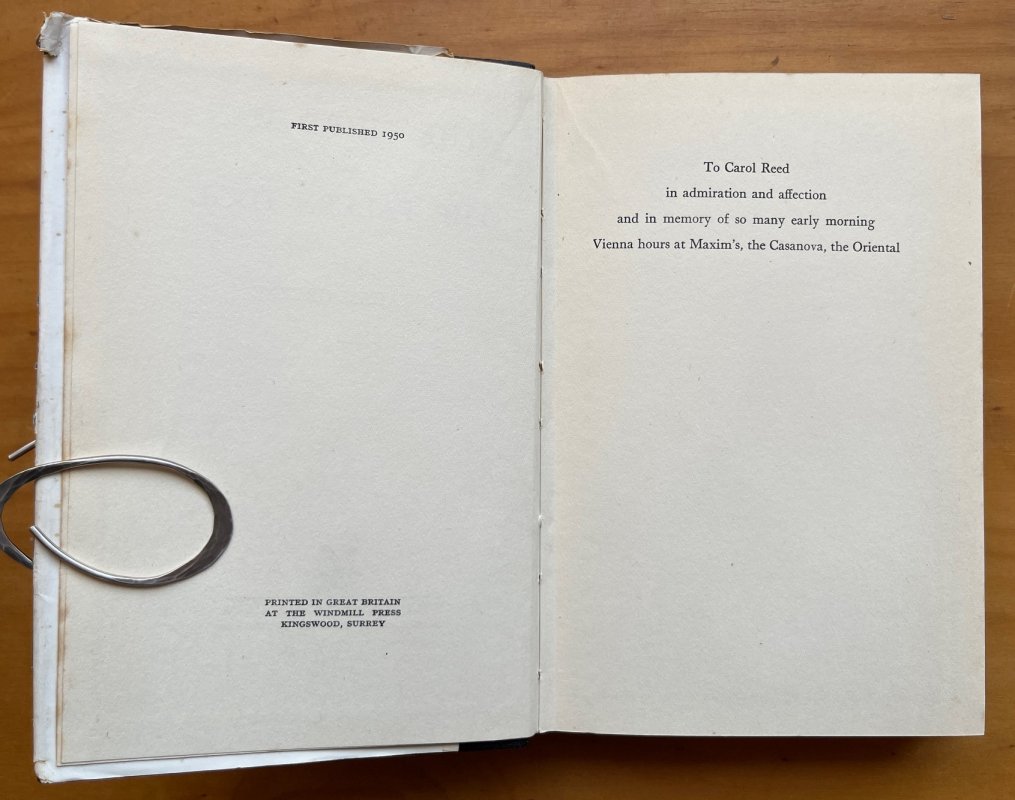 FIRST PUBLISHED 1950
PRINTED IN GREAT BRITAIN
AT THE WINDMILL PRESS
KINGSWOOD, SURREY
To Carol Reed
in admiration and affection
and in memory of so many early morning
Vienna hours at Maxim's, the Casanova, the Oriental